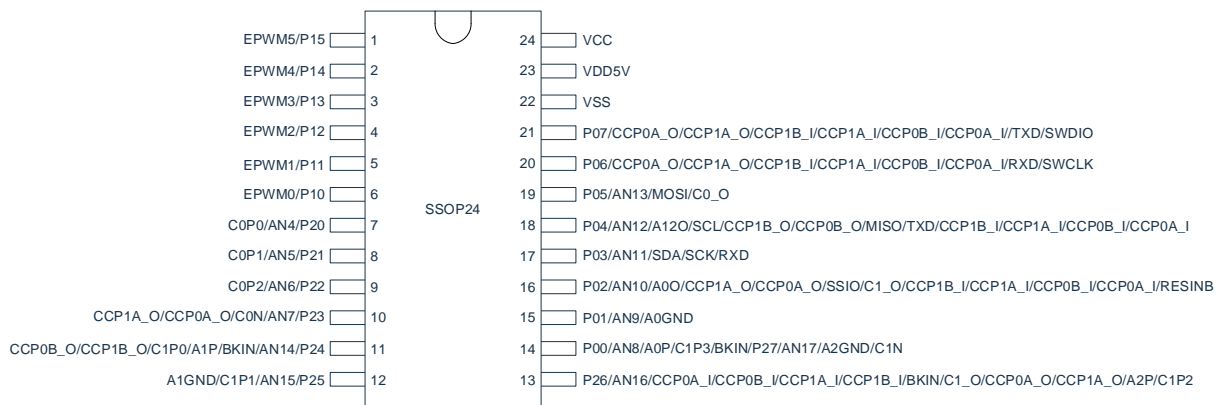 EPWM5/P15 1 24 VCC
EPWM4/P14 2 23 VDD5V
EPWM3/P13 3 22 VSS
EPWM2/P12 4 21 P07/CCP0A_O/CCP1A_O/CCP1B_I/CCP1A_I/CCP0B_I/CCP0A_I//TXD/SWDIO
EPWM1/P11 5 20 P06/CCP0A_O/CCP1A_O/CCP1B_I/CCP1A_I/CCP0B_I/CCP0A_I/RXD/SWCLK
EPWM0/P10 6 19 P05/AN13/MOSI/C0_O
SSOP24
C0P0/AN4/P20 7 18 P04/AN12/A12O/SCL/CCP1B_O/CCP0B_O/MISO/TXD/CCP1B_I/CCP1A_I/CCP0B_I/CCP0A_I
C0P1/AN5/P21 8 17 P03/AN11/SDA/SCK/RXD
C0P2/AN6/P22 9 16 P02/AN10/A0O/CCP1A_O/CCP0A_O/SSIO/C1_O/CCP1B_I/CCP1A_I/CCP0B_I/CCP0A_I/RESINB
CCP1A_O/CCP0A_O/C0N/AN7/P23 10 15 P01/AN9/A0GND
CCP0B_O/CCP1B_O/C1P0/A1P/BKIN/AN14/P24 11 14 P00/AN8/A0P/C1P3/BKIN/P27/AN17/A2GND/C1N
A1GND/C1P1/AN15/P25 12 13 P26/AN16/CCP0A_I/CCP0B_I/CCP1A_I/CCP1B_I/BKIN/C1_O/CCP0A_O/CCP1A_O/A2P/C1P2